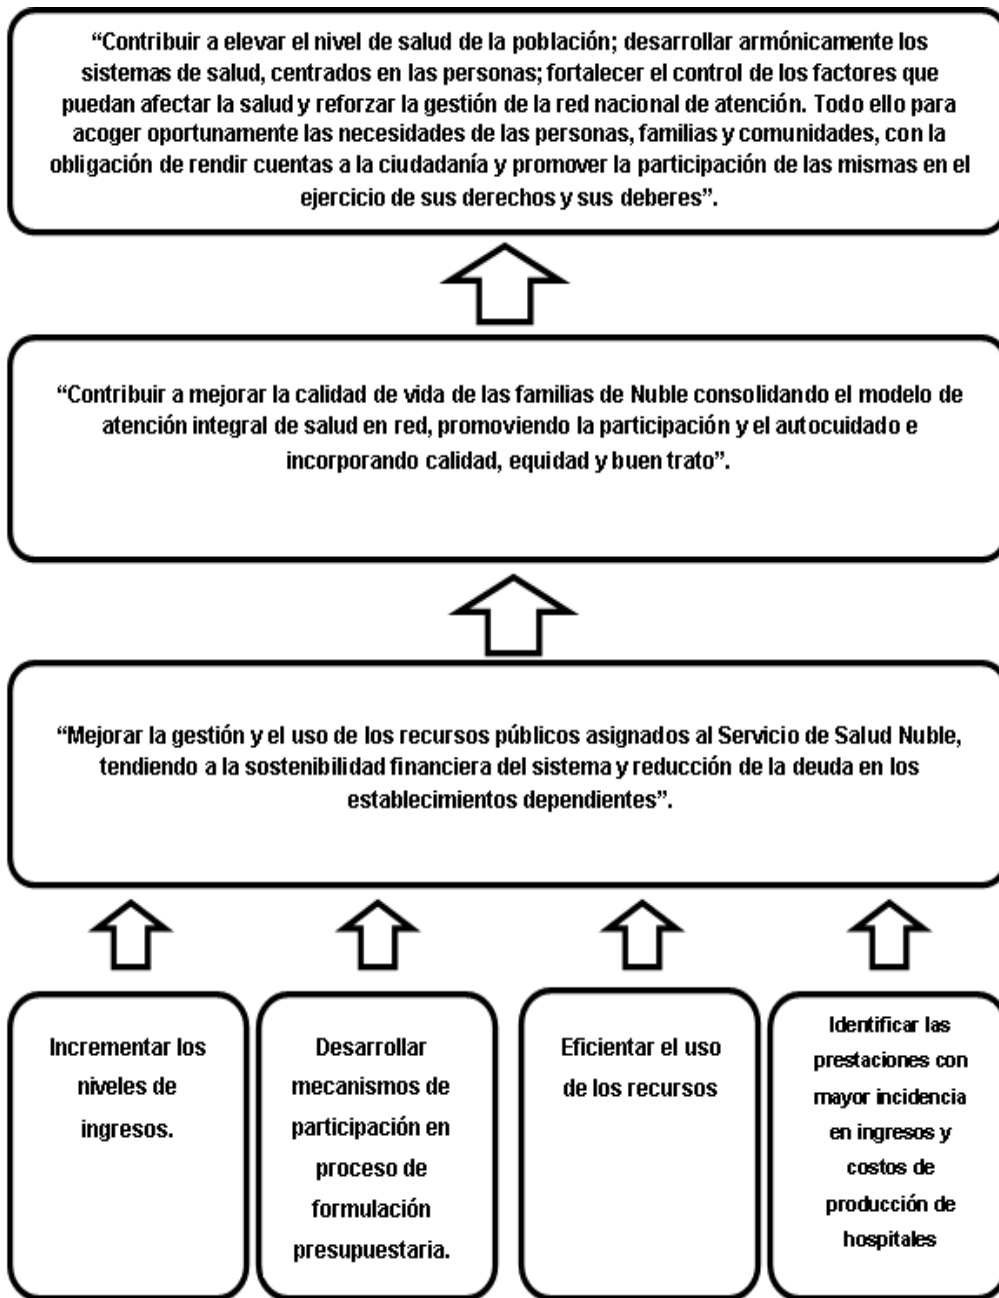 “Contribuir a elevar el nivel de salud de la población; desarrollar armónicamente los
sistemas de salud, centrados en las personas; fortalecer el control de los factores que
puedan afectar la salud y reforzar la gestión de la red nacional de atención. Todo ello para
acoger oportunamente las necesidades de las personas, familias y comunidades, con la
obligación de rendir cuentas a la ciudadanía y promover la participación de las mismas en el
ejercicio de sus derechos y sus deberes”.
“Contribuir a mejorar la calidad de vida de las familias de Nuble consolidando el modelo de
atención integral de salud en red, promoviendo la participación y el autocuidado e
incorporando calidad, equidad y buen trato”.
“Mejorar la gestión y el uso de los recursos públicos asignados al Servicio de Salud Nuble,
tendiendo a la sostenibilidad financiera del sistema y reducción de la deuda en los
establecimientos dependientes”.
Incrementar los
niveles de
ingresos.
Desarrollar
mecanismos de
participación en
proceso de
formulación
presupuestaria.
Eficientar el uso
de los recursos
Identificar las
prestaciones con
mayor incidencia
en ingresos y
costos de
producción de
hospitales